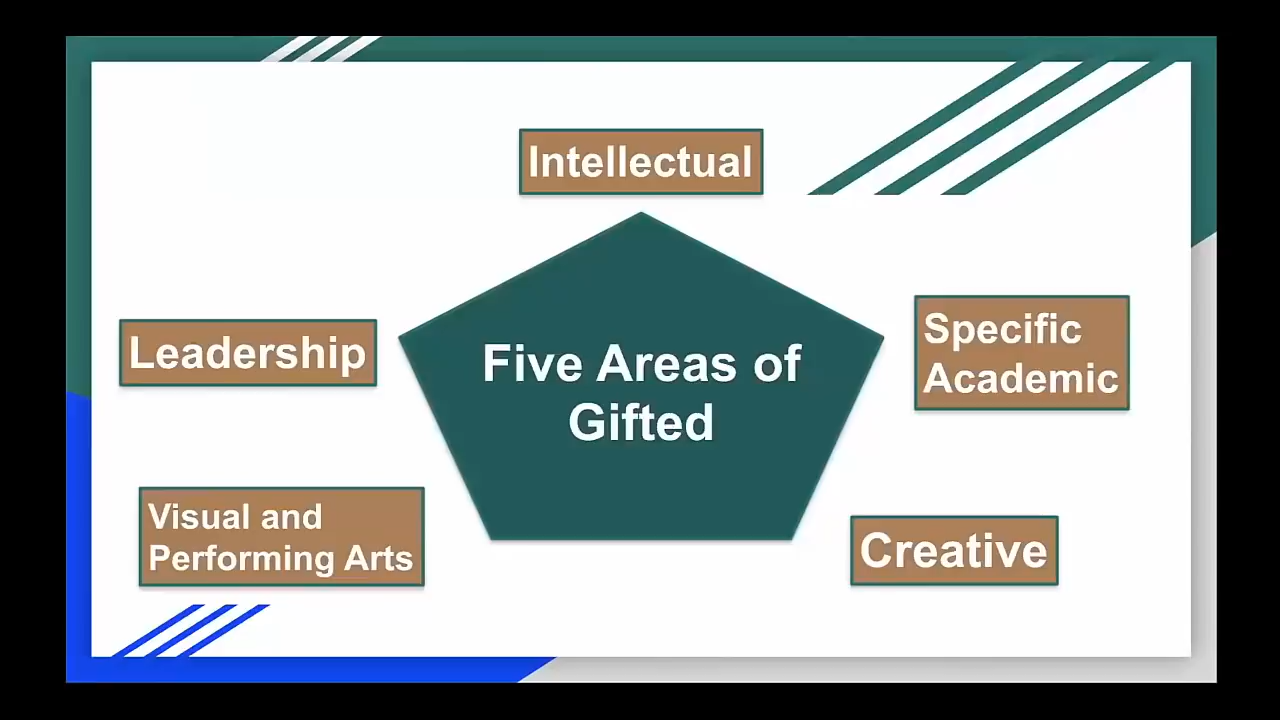 Intellectual
Five Areas of
Gifted
Leadership
Specific
Academic
Visual and
Performing Arts
Creative